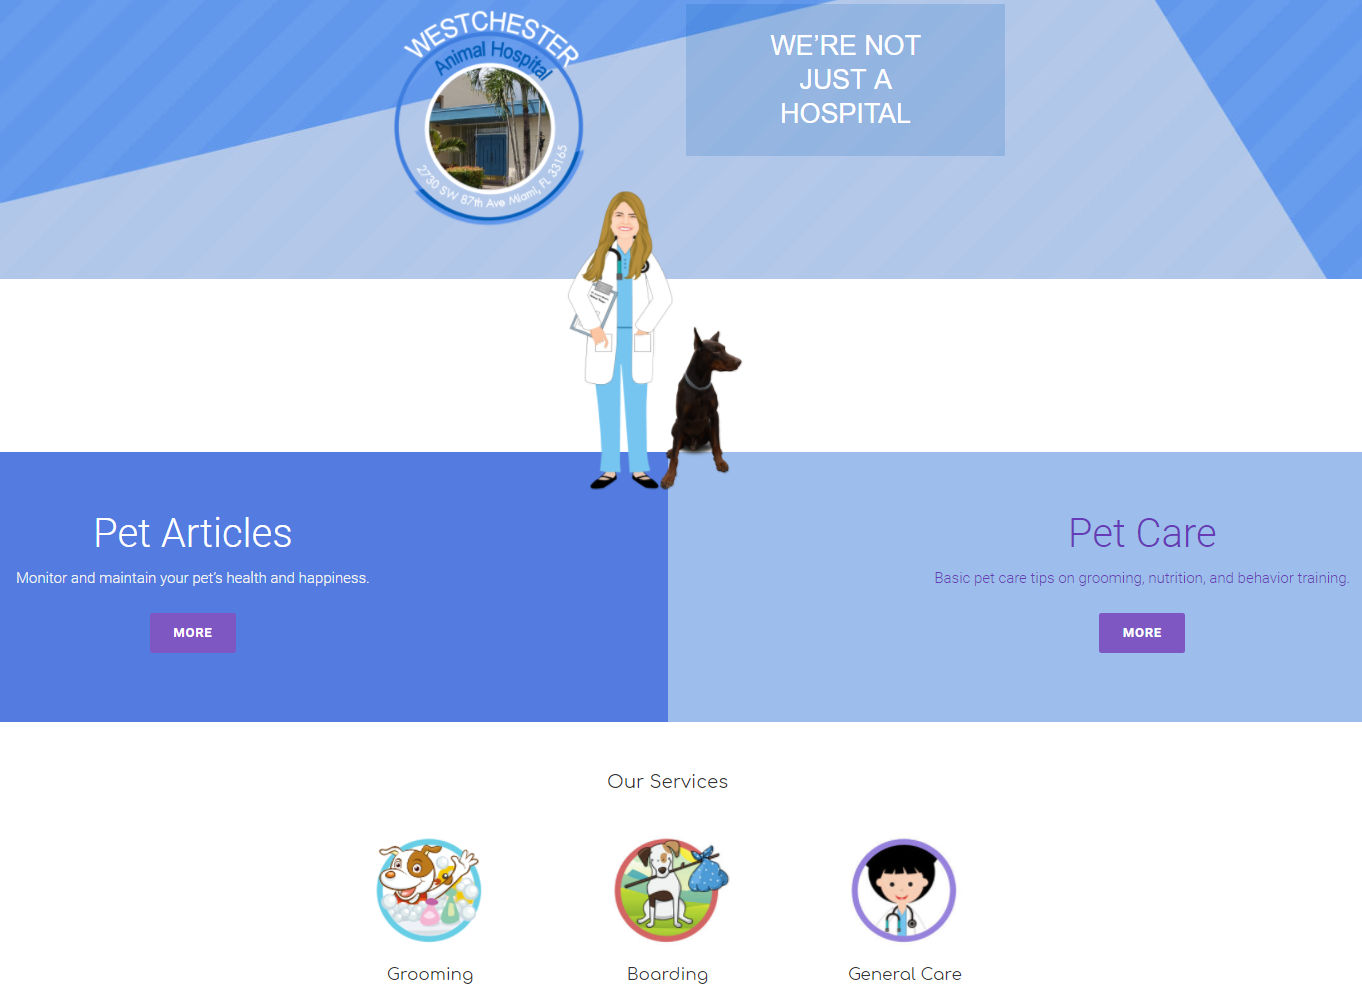 WESTCHESTER
Animal Hospital
2730 SW 87th Ave Miami, FL 33165
WE'RE NOT
JUST A
HOSPITAL
Pet Articles
Monitor and maintain your pet's health and happiness.
MORE
Pet Care
Basic pet care tips on grooming, nutrition, and behavior training.
MORE
Our Services
Grooming
Boarding
General Care